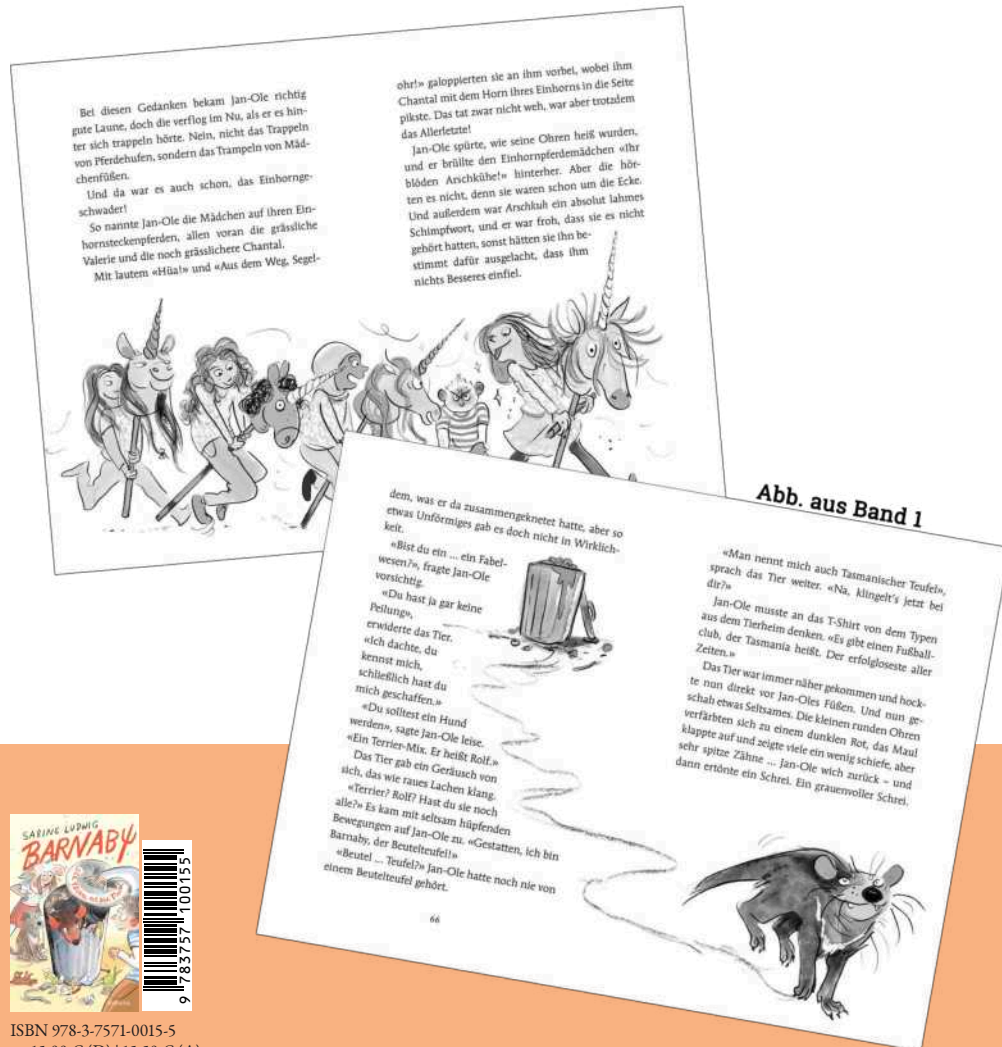 Bei diesen Gedanken bekam Jan-Ole richtig
gute Laune, doch die verflog im Nu, als er es hin-
ter sich trappeln hörte. Nein, nicht das Trappeln
von Pferdehufen, sondern das Trampeln von Mäd-
chenfüßen.
Und da war es auch schon, das Einhornge-
schwader!
So nannte Jan-Ole die Mädchen auf ihren Ein-
hornsteckenpferden, allen voran die grässliche
Valerie und die noch grässlichere Chantal.
Mit lautem «Hüa!» und «Aus dem Weg, Segel-
ohr!» galoppierten sie an ihm vorbei, wobei ihm
Chantal mit dem Horn ihres Einhorns in die Seite
pikste. Das tat zwar nicht weh, war aber trotzdem
das Allerletzte!
Jan-Ole spürte, wie seine Ohren heiß wurden,
und er brüllte den Einhornpferdemädchen «Ihr
blöden Arschkühe!» hinterher. Aber die hör-
ten es nicht, denn sie waren schon um die Ecke.
Und außerdem war Arschkuh ein absolut lahmes
Schimpfwort, und er war froh, dass sie es nicht
gehört hatten, sonst hätten sie ihn be-
stimmt dafür ausgelacht, dass ihm
nichts Besseres einfiel.
Abb. aus Band 1
dem, was er da zusammengeknetet hatte, aber so
etwas Unförmiges gab es doch nicht in Wirklich-
keit.
«Bist du ein ... ein Fabel-
wesen?», fragte Jan-Ole
vorsichtig.
«Du hast ja gar keine
Peilung»,
erwiderte das Tier.
«Ich dachte, du
kennst mich,
schließlich hast du
mich geschaffen.»
«Du solltest ein Hund
werden», sagte Jan-Ole leise.
«Ein Terrier-Mix. Er heißt Rolf.»
Das Tier gab ein Geräusch von
sich, das wie raues Lachen klang.
«Terrier? Rolf? Hast du sie noch
alle?» Es kam mit seltsam hüpfenden
Bewegungen auf Jan-Ole zu. «Gestatten, ich bin
Barnaby, der Beutelteufel!»
«Beutel ... Teufel?» Jan-Ole hatte noch nie von
einem Beutelteufel gehört.
66
«Man nennt mich auch Tasmanischer Teufel»,
sprach das Tier weiter. «Na, klingelt's jetzt bei
dir?»
Jan-Ole musste an das T-Shirt von dem Typen
aus dem Tierheim denken. «Es gibt einen Fußball-
club, der Tasmania heißt. Der erfolgloseste aller
Zeiten.»
Das Tier war immer näher gekommen und hock-
te nun direkt vor Jan-Oles Füßen. Und nun ge-
schah etwas Seltsames. Die kleinen runden Ohren
verfärbten sich zu einem dunklen Rot, das Maul
klappte auf und zeigte viele ein wenig schiefe, aber
sehr spitze Zähne ... Jan-Ole wich zurück – und
dann ertönte ein Schrei. Ein grauenvoller Schrei.
SABINE LUDWIG
BARNABY
9 783757 100155
ISBN 978-3-7571-0015-5